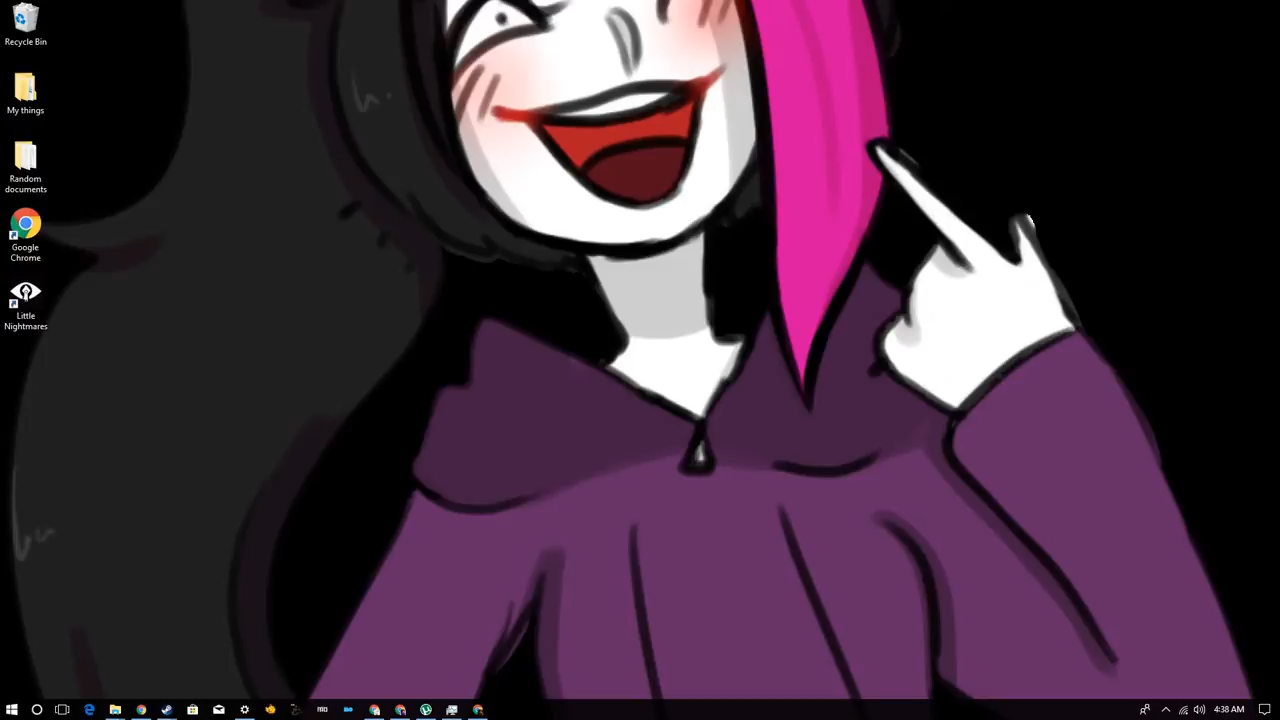 Recycle Bin
My things
Random
documents
Google
Chrome
Little
Nightmares
4:38 AM